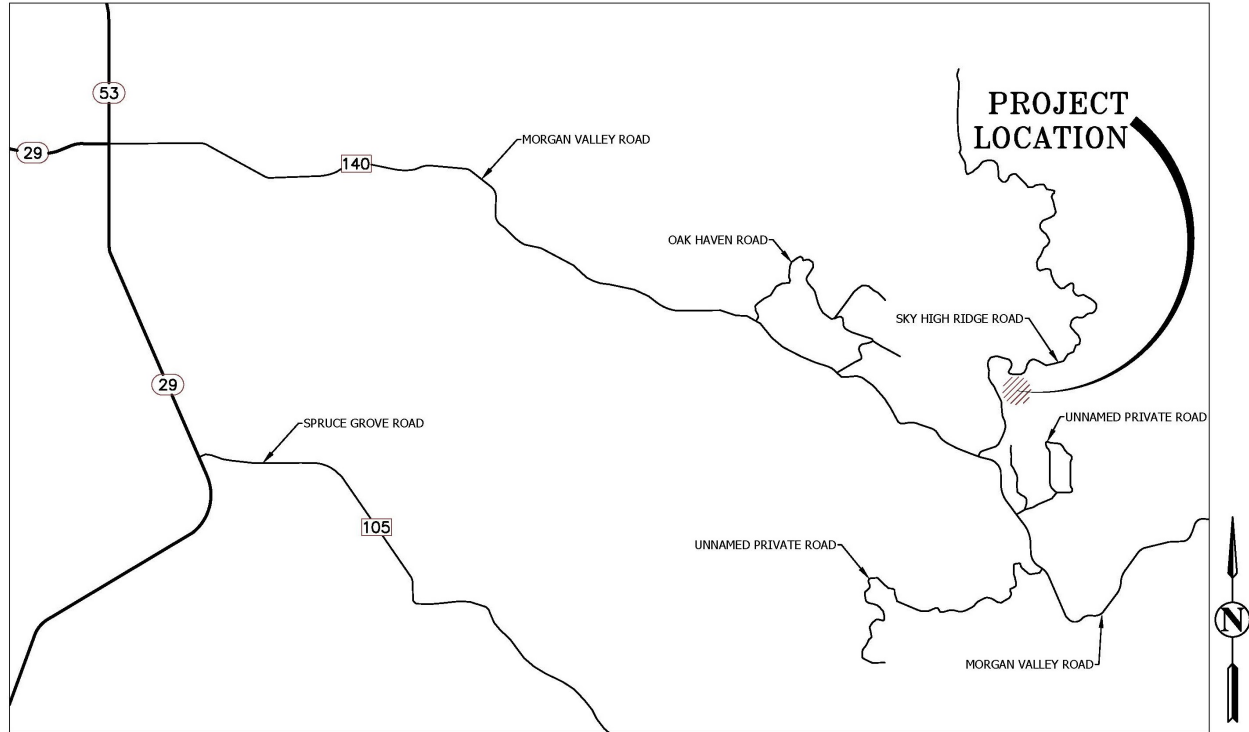 53
PROJECT
LOCATION
29
140
MORGAN VALLEY ROAD
OAK HAVEN ROAD
SKY HIGH RIDGE ROAD
29
UNNAMED PRIVATE ROAD
SPRUCE GROVE ROAD
105
UNNAMED PRIVATE ROAD
N
MORGAN VALLEY ROAD